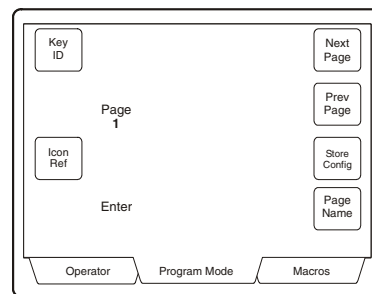 Key
ID
Next
Page
Page
1
Prev
Page
Icon
Ref
Store
Config
Enter
Page
Name
Operator
Program Mode
Macros